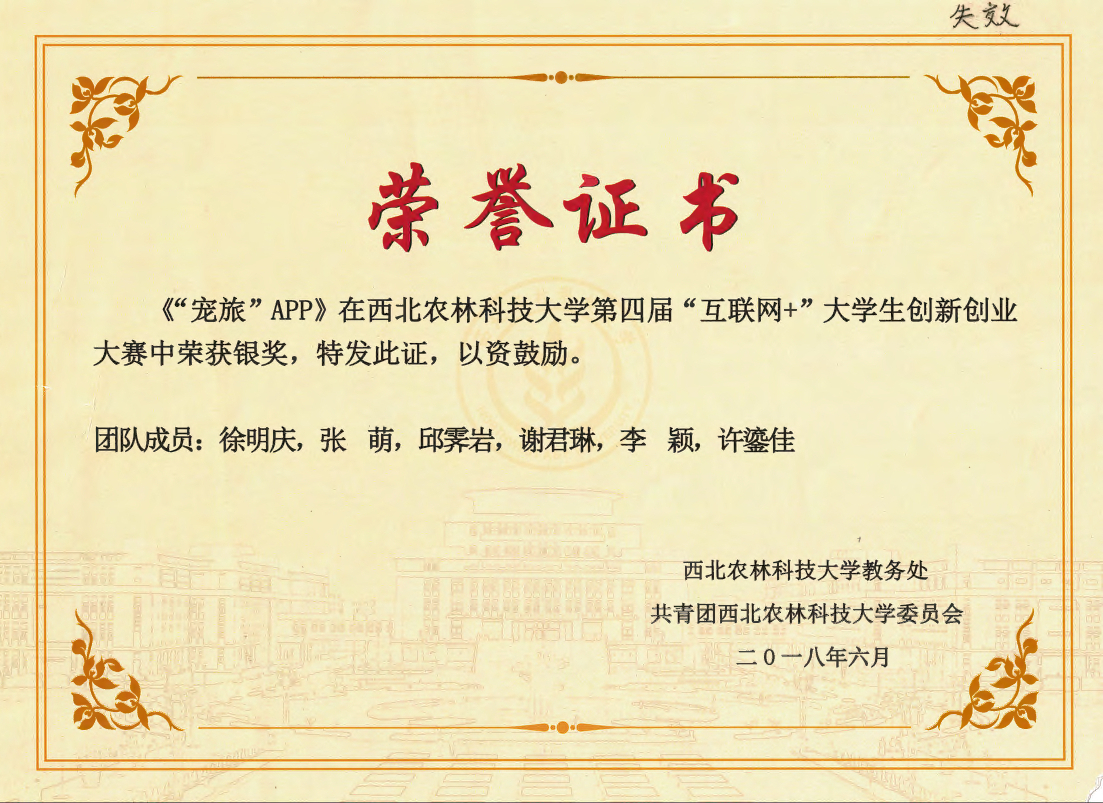 失效
荣誉证书
《“宠旅”APP》在西北农林科技大学第四届“互联网+”大学生创新创业
大赛中荣获银奖，特发此证，以资鼓励。
团队成员：徐明庆，张　萌，邱霁岩，谢君琳，李　颖，许鎏佳
西北农林科技大学教务处
共青团西北农林科技大学委员会
二0一八年六月